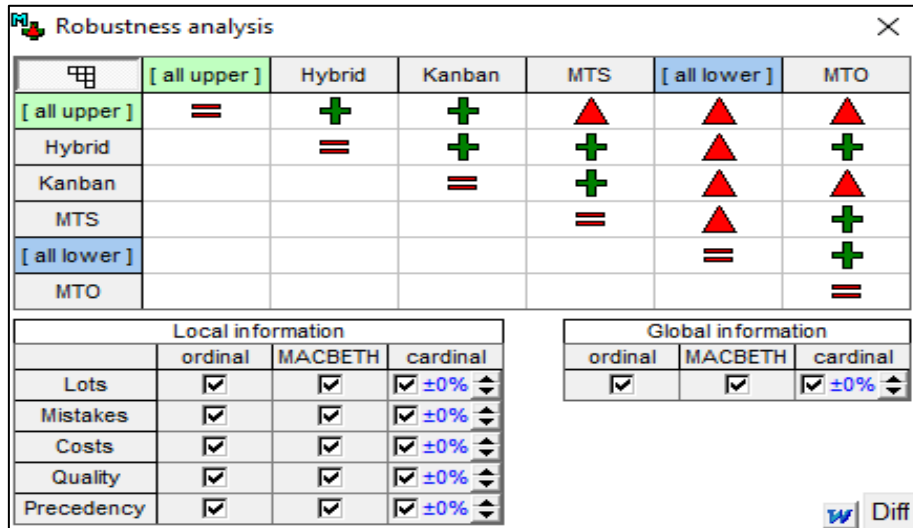 Robustness analysis
[ all upper ] Hybrid Kanban MTS [ all lower ] MTO
[ all upper ]
Hybrid
Kanban
MTS
[ all lower ]
MTO
Local information
ordinal MACBETH cardinal
Lots ±0%
Mistakes ±0%
Costs ±0%
Quality ±0%
Precedency ±0%
Global information
ordinal MACBETH cardinal
±0%
Diff